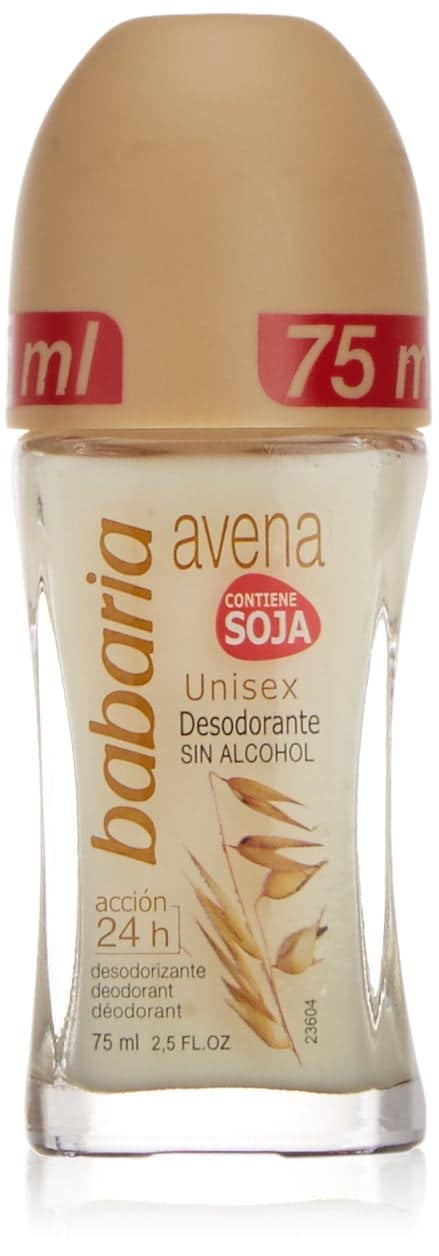 ml
75 m
babaria
avena
CONTIENE
SOJA
Unisex
Desodorante
SIN ALCOHOL
acción
24 h
desodorizante
deodorant
déodorant
75 ml 2,5 FL.OZ
23604